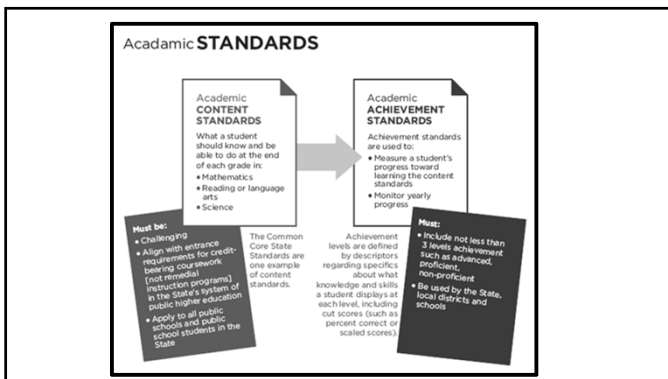 Acadamic STANDARDS
Academic
CONTENT
STANDARDS
What a student
should know and be
able to do at the end
of each grade in:
• Mathematics
• Reading or language
arts
• Science
Academic
ACHIEVEMENT
STANDARDS
Achievement standards
are used to:
• Measure a student's
progress toward
learning the content
standards
• Monitor yearly
progress
Must be:
• Challenging
• Align with entrance
requirements for credit-
bearing coursework
[not remedial
instruction programs]
in the State's system of
public higher education
• Apply to all public
schools and public
school students in the
State
The Common
Core State
Standards are
one example
of content
standards.
Achievement
levels are defined
by descriptors
regarding specifics
about what
knowledge and skills
a student displays at
each level, including
cut scores (such as
percent correct or
scaled scores).
Must:
• Include not less than
3 levels achievement
such as advanced,
proficient,
non-proficient
• Be used by the State,
local districts and
schools